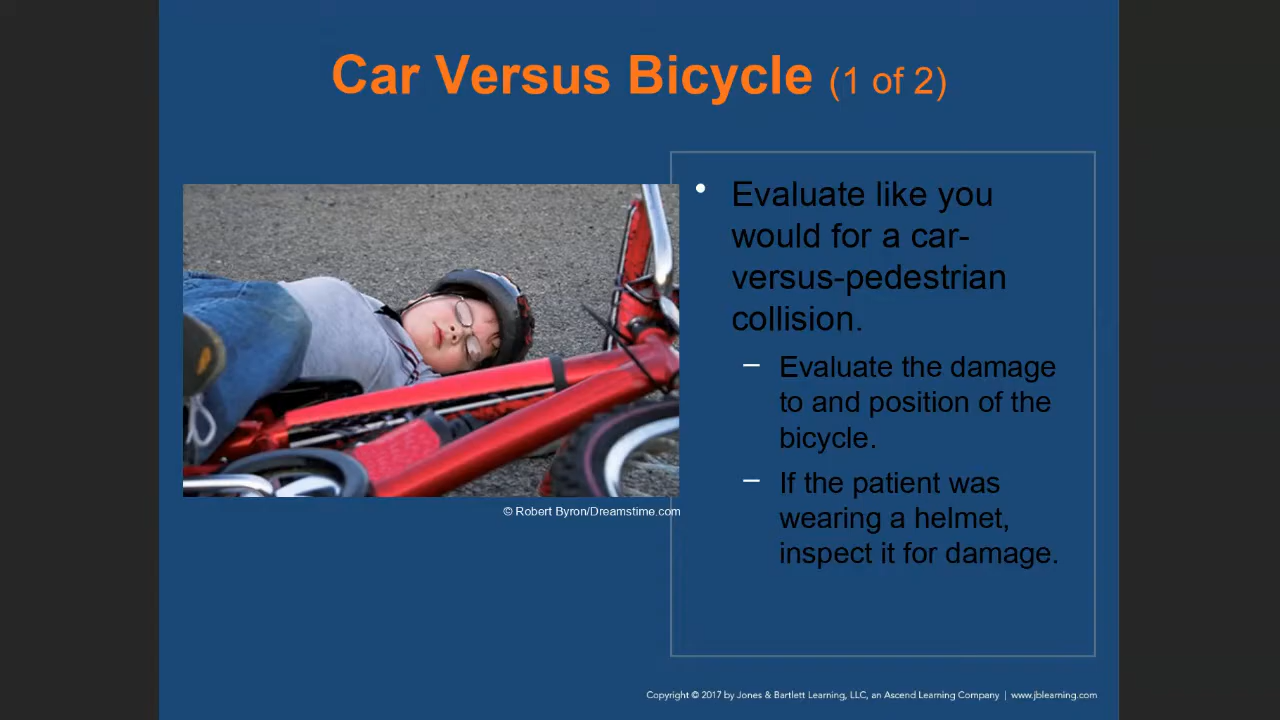 Car Versus Bicycle (1 of 2)
• Evaluate like you
would for a car-
versus-pedestrian
collision.
– Evaluate the damage
to and position of the
bicycle.
– If the patient was
wearing a helmet,
inspect it for damage.
© Robert Byron/Dreamstime.com
Copyright © 2017 by Jones & Bartlett Learning, LLC, an Ascend Learning Company | www.jblearning.com